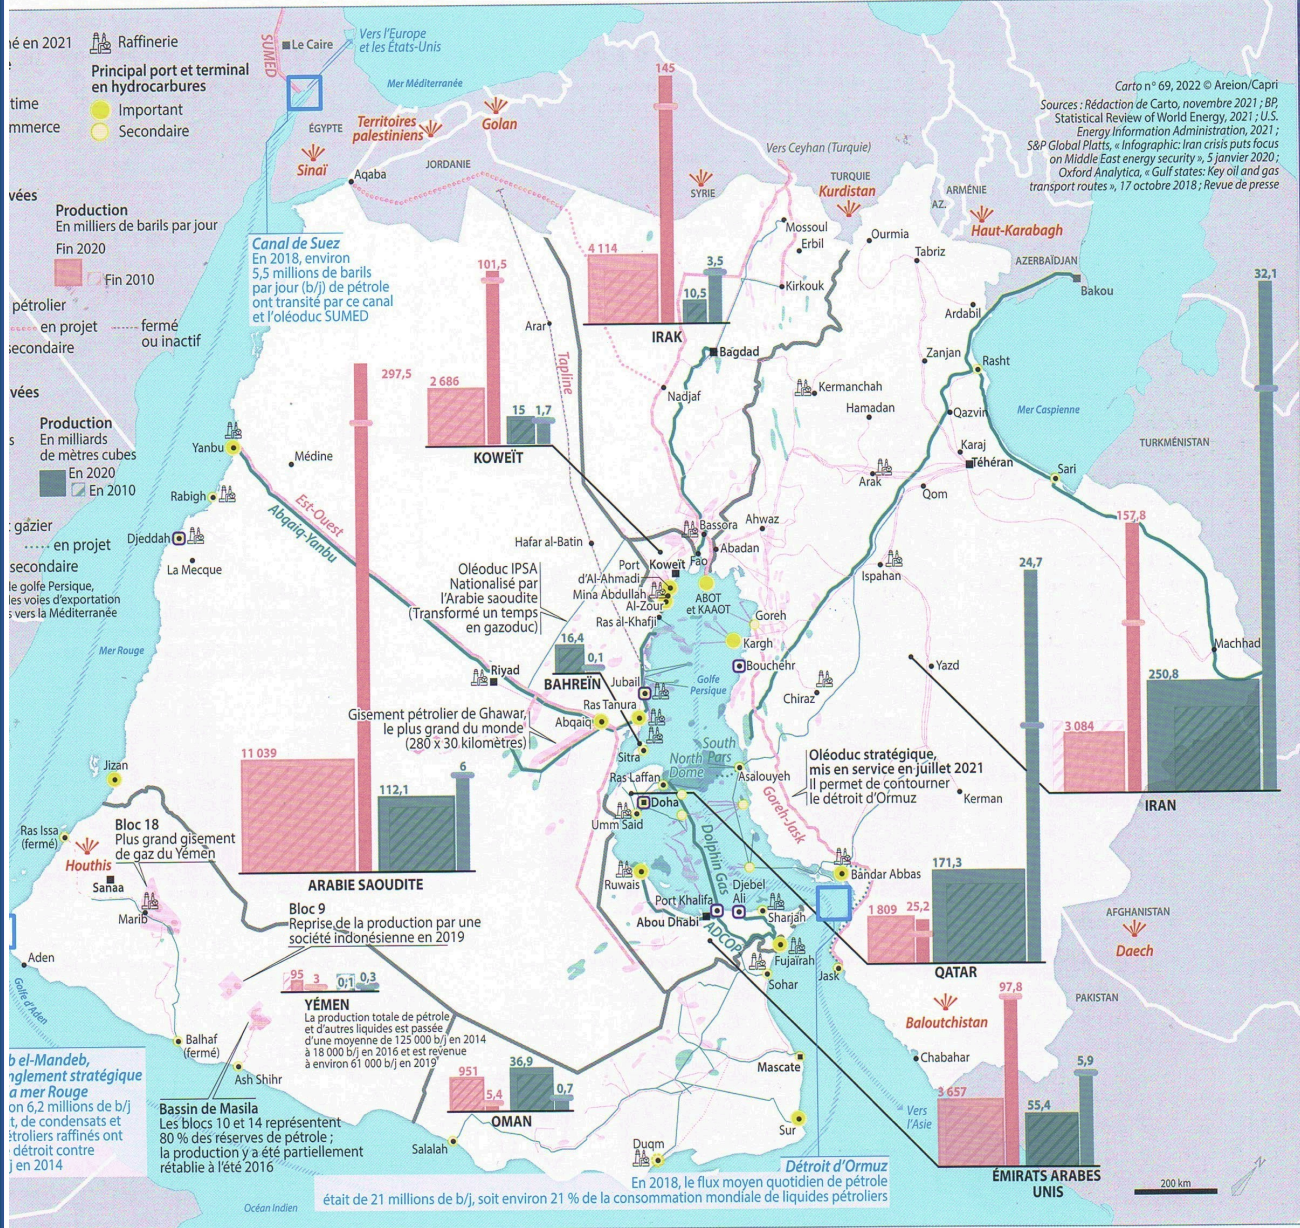 né en 2021
time
mmerce
Raffinerie
Principal port et terminal
en hydrocarbures
Important
Secondaire
vées
Production
En milliers de barils par jour
Fin 2020
Fin 2010
pétrolier
en projet
fermé
ou inactif
secondaire
vées
Production
En milliards
de mètres cubes
En 2020
En 2010
gazier
en projet
secondaire
le golfe Persique,
les voies d'exportation
s vers la Méditerranée
SUMED
Le Caire
Vers l'Europe
et les États-Unis
Mer Méditerranée
ÉGYPTE
Territoires
palestiniens
Golan
Sinaï
JORDANIE
Aqaba
Canal de Suez
En 2018, environ
5,5 millions de barils
par jour (b/j) de pétrole
ont transité par ce canal
et l'oléoduc SUMED
Carto n° 69, 2022 © Areion/Capri
Sources : Rédaction de Carto, novembre 2021 ; BP,
Statistical Review of World Energy, 2021 ; U.S.
Energy Information Administration, 2021 ;
S&P Global Platts, « Infographic: Iran crisis puts focus
on Middle East energy security », 5 janvier 2020 ;
Oxford Analytica, « Gulf states: Key oil and gas
transport routes », 17 octobre 2018 ; Revue de presse
Vers Ceyhan (Turquie)
SYRIE
TURQUIE
Kurdistan
ARMÉNIE
AZ.
Haut-Karabagh
AZERBAÏDJAN
Bakou
Mossoul
Erbil
Kirkouk
Ourmia
Tabriz
Ardabil
Zanjan
Rasht
Qazvin
Mer Caspienne
TURKMÉNISTAN
145
4 114
10,5
3,5
IRAK
101,5
2 686
15
1,7
KOWEÏT
297,5
11 039
112,1
6
ARABIE SAOUDITE
Arar
Tapline
Bagdad
Nadjaf
Kermanchah
Hamadan
Karaj
Téhéran
Arak
Qom
Sari
Machhad
Yanbu
Médine
Rabigh
Djeddah
La Mecque
Est-Ouest
Abqaiq-Yanbu
Mer Rouge
Hafar al-Batin
Bassora
Ahwaz
Abadan
Fao
Ispahan
Yazd
Oléoduc IPSA
Nationalisé par
l'Arabie saoudite
(Transformé un temps
en gazoduc)
Port
d'Al-Ahmadi
Koweït
Mina Abdullah
Al-Zour
Ras al-Khafji
ABOT
et KAAOT
Goreh
Kargh
Bouchehr
Golfe
Persique
Chiraz
16,4
0,1
BAHREÏN
Riyad
Jubail
Ras Tanura
Abqaiq
Sitra
Gisement pétrolier de Ghawar,
le plus grand du monde
(280 x 30 kilomètres)
South
Pars
North
Dome
Asalouyeh
Ras Laffan
Doha
Umm Saïd
Goreh-Jask
Oléoduc stratégique,
mis en service en juillet 2021
Il permet de contourner
le détroit d'Ormuz
Kerman
32,1
157,8
250,8
3 084
IRAN
24,7
171,3
1 809
25,2
QATAR
Jizan
Ras Issa
(fermé)
Houthis
Sanaa
Marib
Bloc 18
Plus grand gisement
de gaz du Yémen
Bloc 9
Reprise de la production par une
société indonésienne en 2019
Ruwais
Dolphin Gas
Port Khalifa
Djebel
Ali
Abou Dhabi
ADCOP
Sharjah
Fujaïrah
Sohar
Bandar Abbas
Jask
AFGHANISTAN
Daech
PAKISTAN
Baloutchistan
Chabahar
Aden
Golfe d'Aden
95
3
0,1
0,3
YÉMEN
La production totale de pétrole
et d'autres liquides est passée
d'une moyenne de 125 000 b/j en 2014
à 18 000 b/j en 2016 et est revenue
à environ 61 000 b/j en 2019
Balhaf
(fermé)
Ash Shihr
b el-Mandeb,
nglement stratégique
a mer Rouge
on 6,2 millions de b/j
t, de condensats et
étroliers raffinés ont
détroit contre
j en 2014
Bassin de Masila
Les blocs 10 et 14 représentent
80 % des réserves de pétrole ;
la production y a été partiellement
rétablie à l'été 2016
951
5,4
36,9
0,7
OMAN
Salalah
Mascate
Sur
Duqm
Vers
l'Asie
97,8
3 657
55,4
5,9
ÉMIRATS ARABES
UNIS
Détroit d'Ormuz
En 2018, le flux moyen quotidien de pétrole
était de 21 millions de b/j, soit environ 21 % de la consommation mondiale de liquides pétroliers
Océan Indien
200 km
N